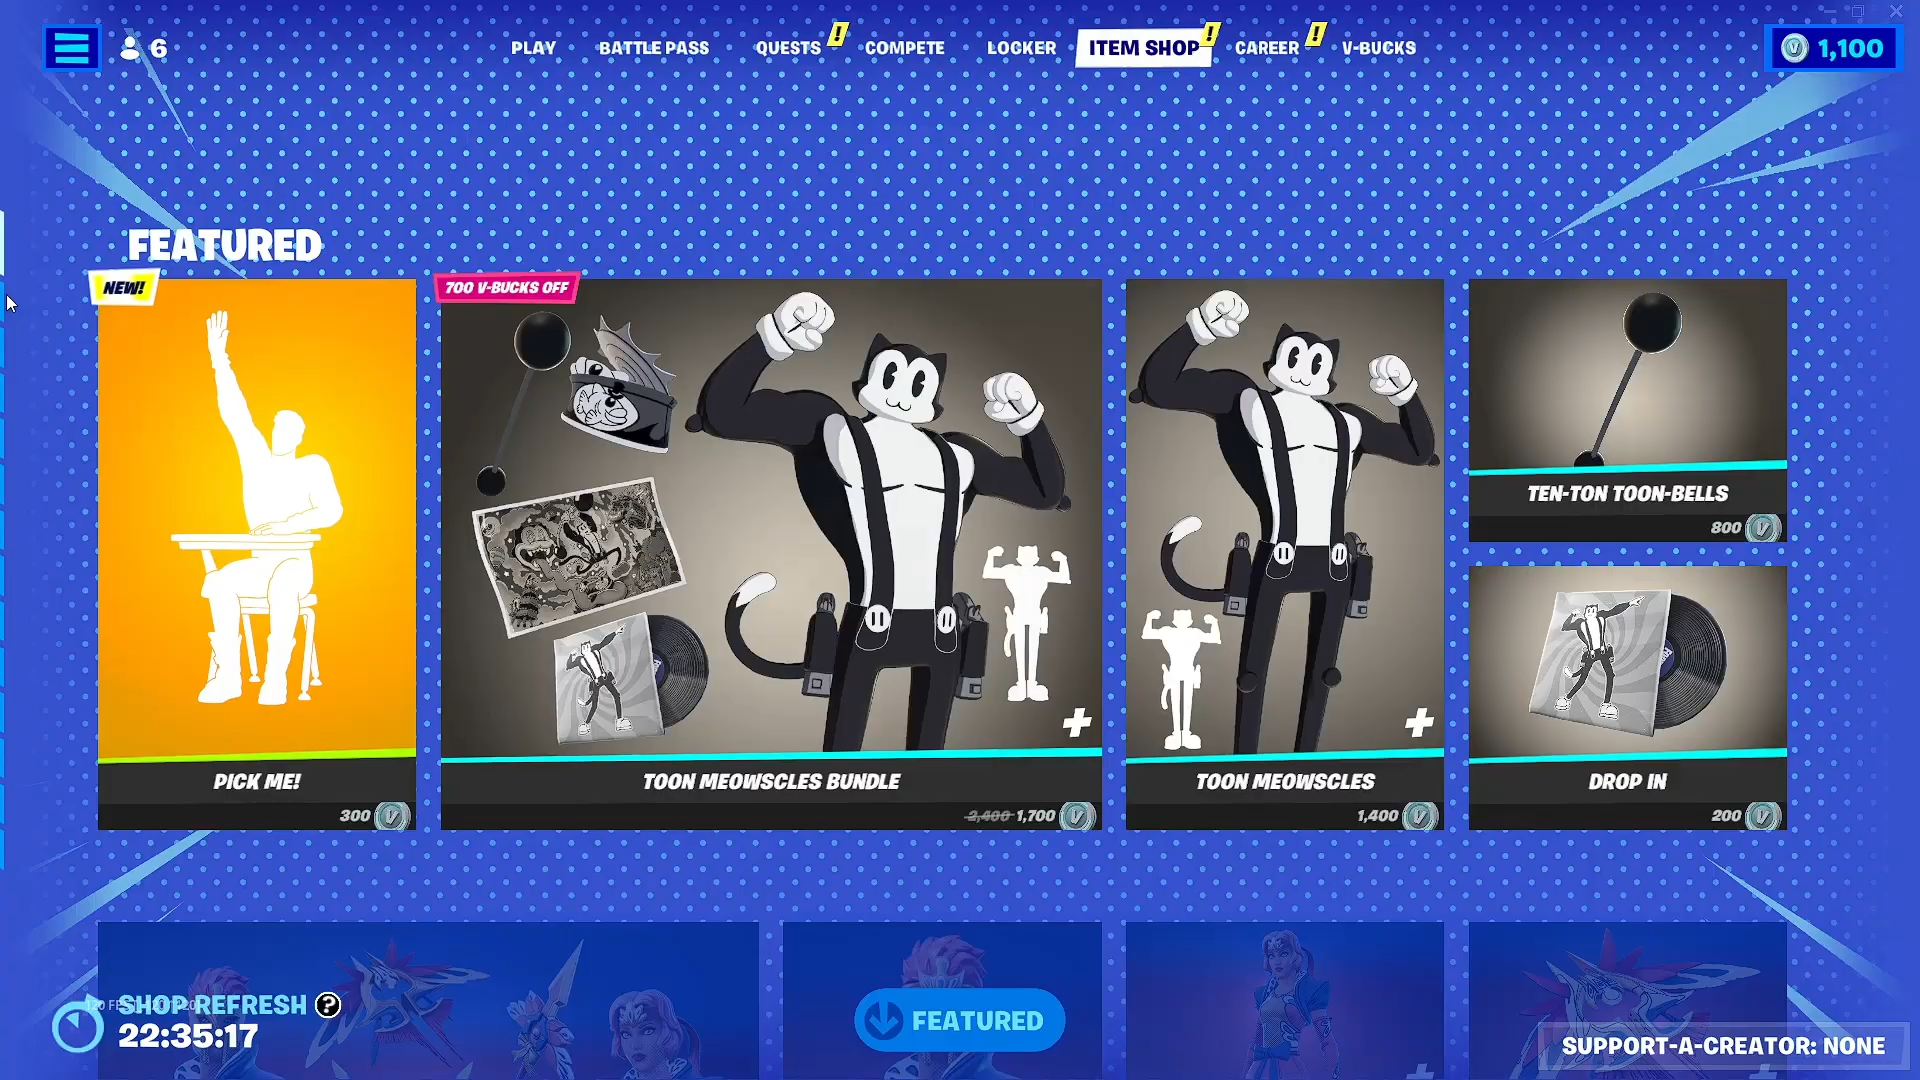 6
PLAY
BATTLE PASS
QUESTS
!
COMPETE
LOCKER
ITEM SHOP
!
CAREER
!
V-BUCKS
1,100
FEATURED
NEW!
PICK ME!
300
700 V-BUCKS OFF
TOON MEOWSCLES BUNDLE
2,400 1,700
TOON MEOWSCLES
1,400
TEN-TON TOON-BELLS
800
DROP IN
200
SHOP REFRESH ?
22:35:17
FEATURED
SUPPORT-A-CREATOR: NONE